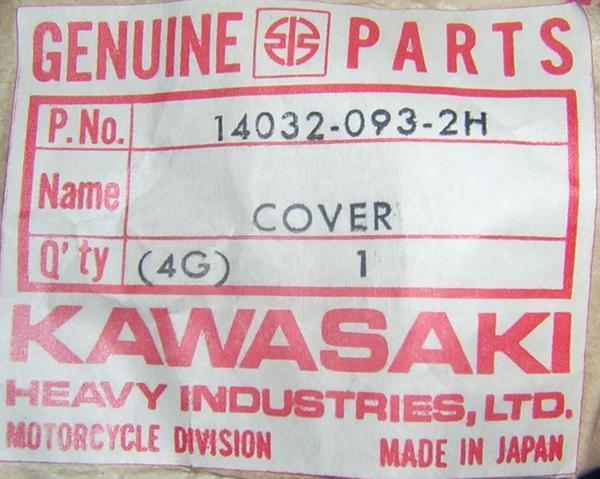 GENUINE PARTS
P.No. 14032-093-2H
Name COVER
Q'ty (4G) 1
KAWASAKI
HEAVY INDUSTRIES, LTD.
MOTORCYCLE DIVISION MADE IN JAPAN